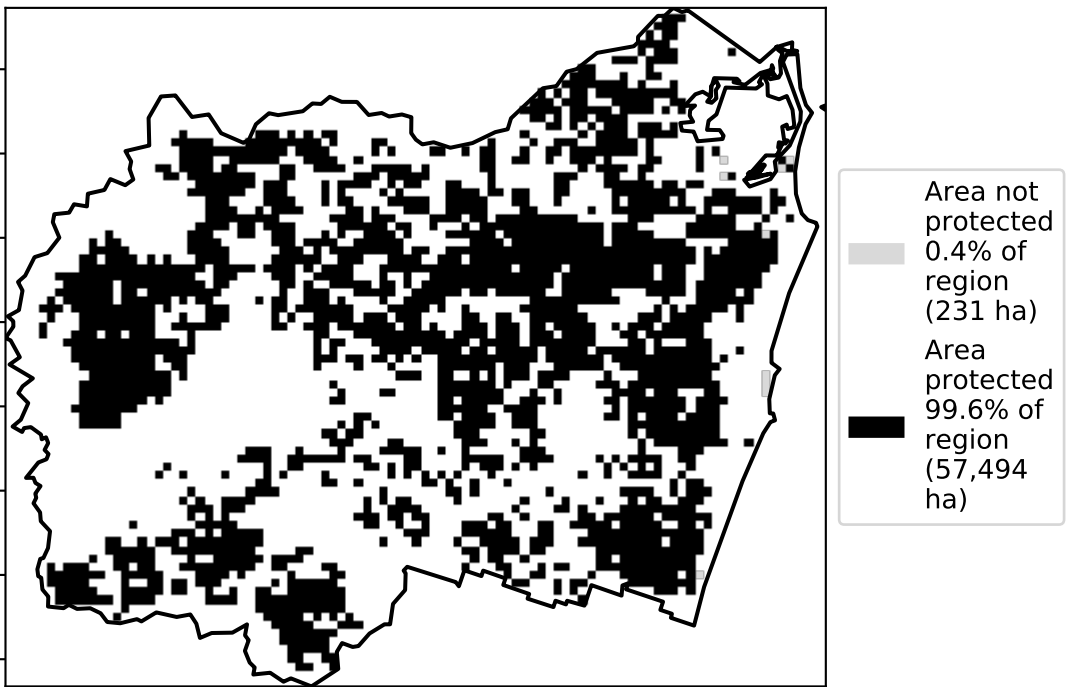 Area not
protected
0.4% of
region
(231 ha)
Area
protected
99.6% of
region
(57,494
ha)